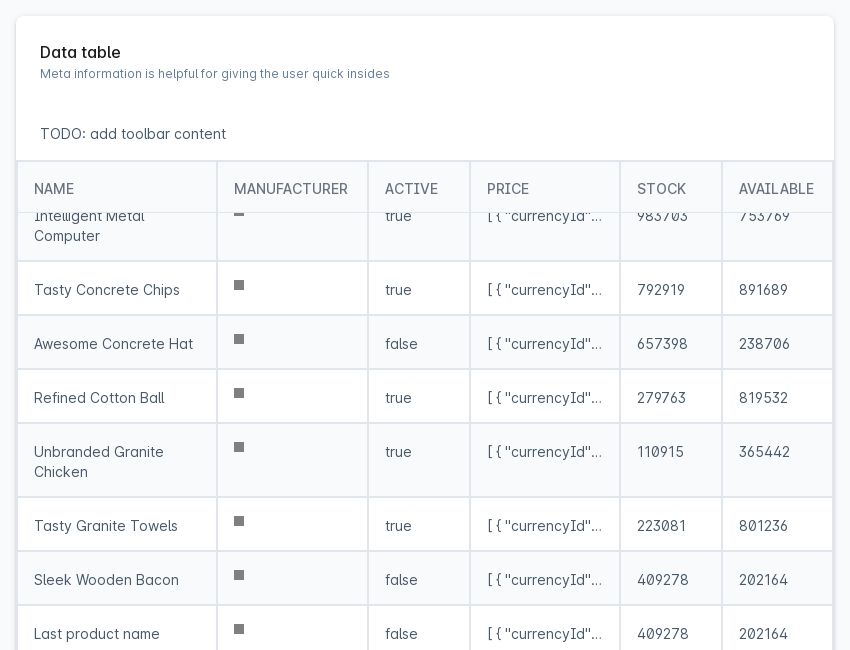 Data table
Meta information is helpful for giving the user quick insides
TODO: add toolbar content
NAME MANUFACTURER ACTIVE PRICE STOCK AVAILABLE
Intelligent Metal Computer true [ { "currencyId"... 983703 753769
Tasty Concrete Chips true [ { "currencyId"... 792919 891689
Awesome Concrete Hat false [ { "currencyId"... 657398 238706
Refined Cotton Ball true [ { "currencyId"... 279763 819532
Unbranded Granite Chicken true [ { "currencyId"... 110915 365442
Tasty Granite Towels true [ { "currencyId"... 223081 801236
Sleek Wooden Bacon false [ { "currencyId"... 409278 202164
Last product name false [ { "currencyId"... 409278 202164